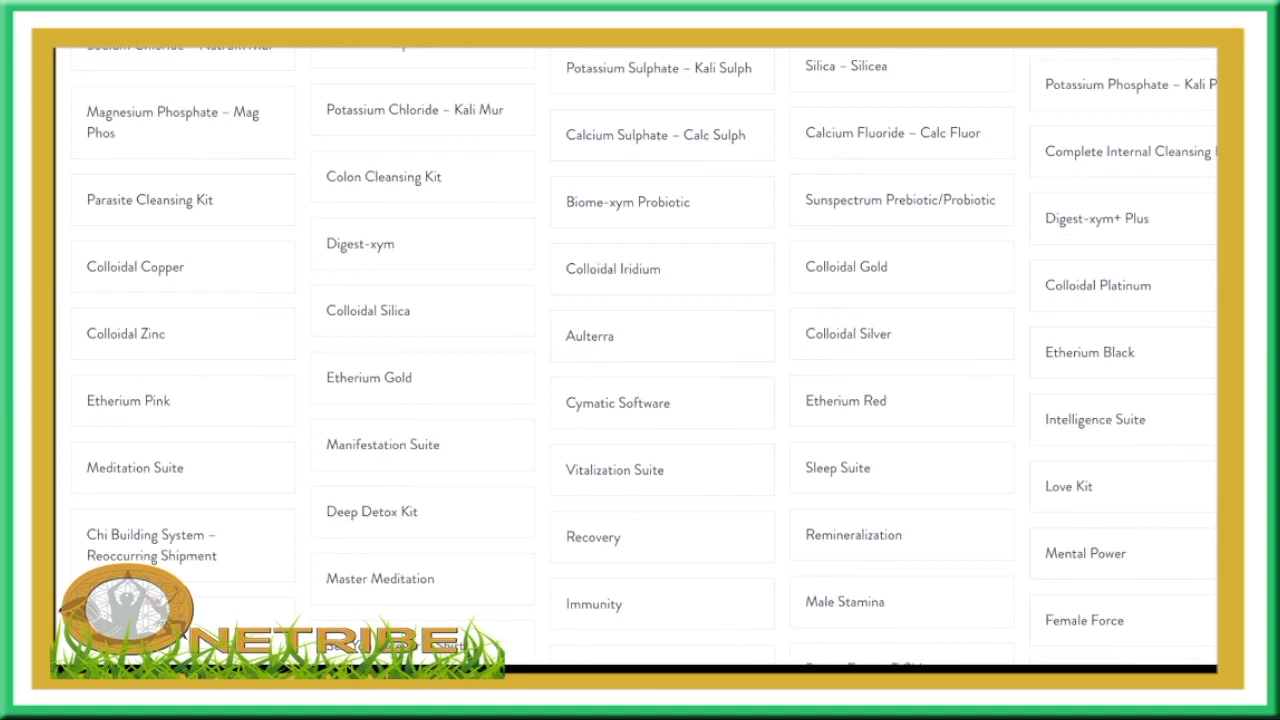 Sodium Chloride – Natrum Mur
Magnesium Phosphate – Mag
Phos
Parasite Cleansing Kit
Colloidal Copper
Colloidal Zinc
Etherium Pink
Meditation Suite
Chi Building System –
Reoccurring Shipment
Potassium Chloride – Kali Mur
Colon Cleansing Kit
Digest-xym
Colloidal Silica
Etherium Gold
Manifestation Suite
Deep Detox Kit
Master Meditation
Potassium Sulphate – Kali Sulph
Calcium Sulphate – Calc Sulph
Biome-xym Probiotic
Colloidal Iridium
Aulterra
Cymatic Software
Vitalization Suite
Recovery
Immunity
Silica – Silicea
Calcium Fluoride – Calc Fluor
Sunspectrum Prebiotic/Probiotic
Colloidal Gold
Colloidal Silver
Etherium Red
Sleep Suite
Remineralization
Male Stamina
Potassium Phosphate – Kali P
Complete Internal Cleansing
Digest-xym+ Plus
Colloidal Platinum
Etherium Black
Intelligence Suite
Love Kit
Mental Power
Female Force
ONETRIBE